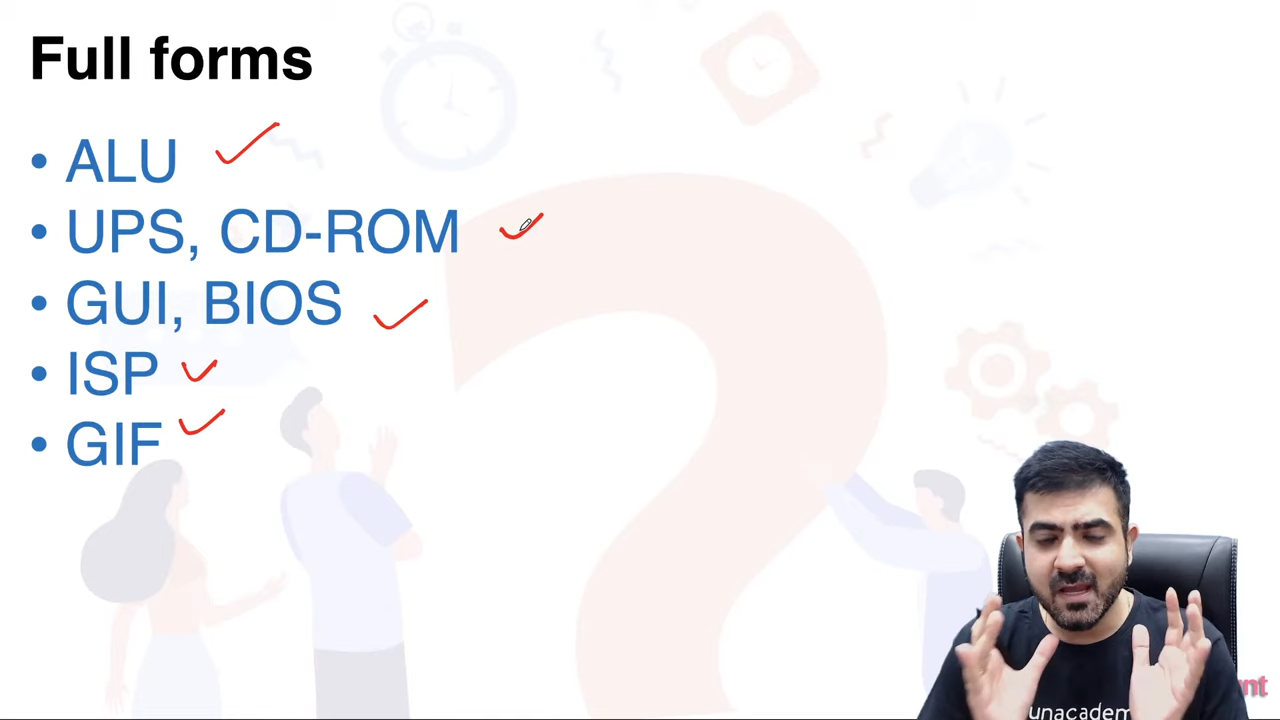 Full forms
• ALU
• UPS, CD-ROM
• GUI, BIOS
• ISP
• GIF
unacadem